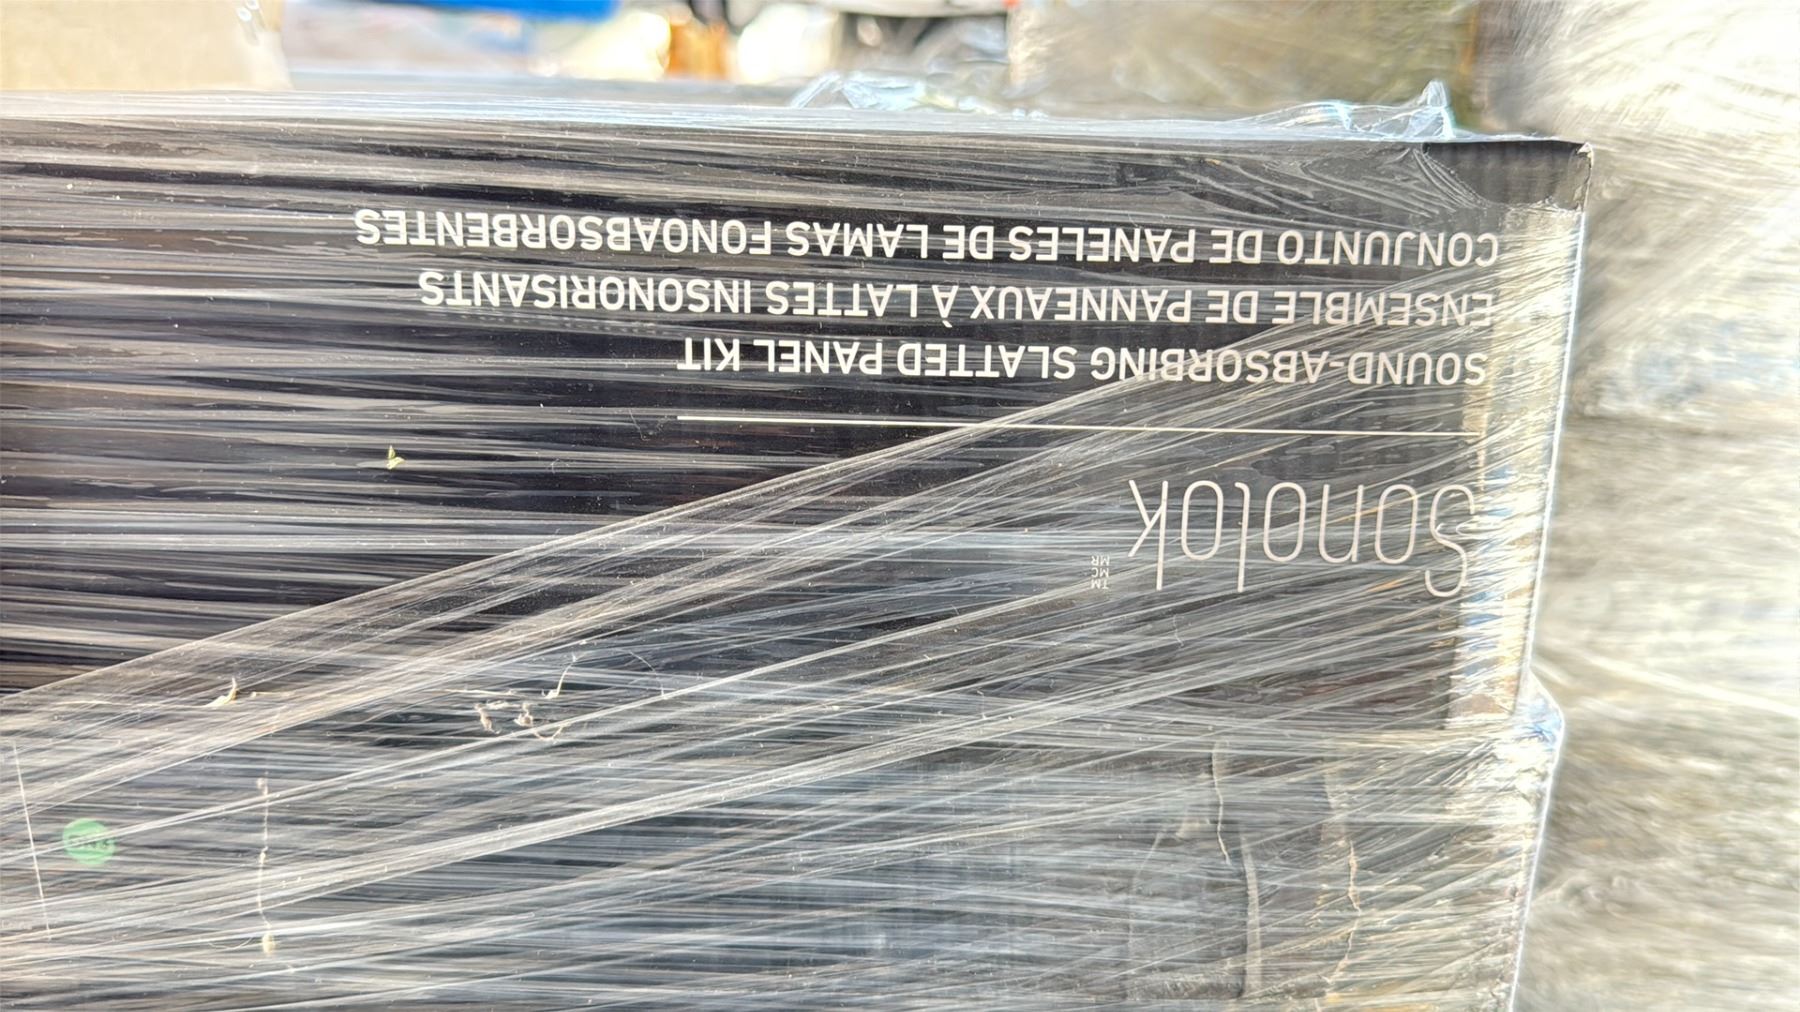 Sonolok
TM
MC
MR
SOUND-ABSORBING SLATTED PANEL KIT
ENSEMBLE DE PANNEAUX À LATTES INSONORISANTS
CONJUNTO DE PANELES DE LAMAS FONOABSORBENTES